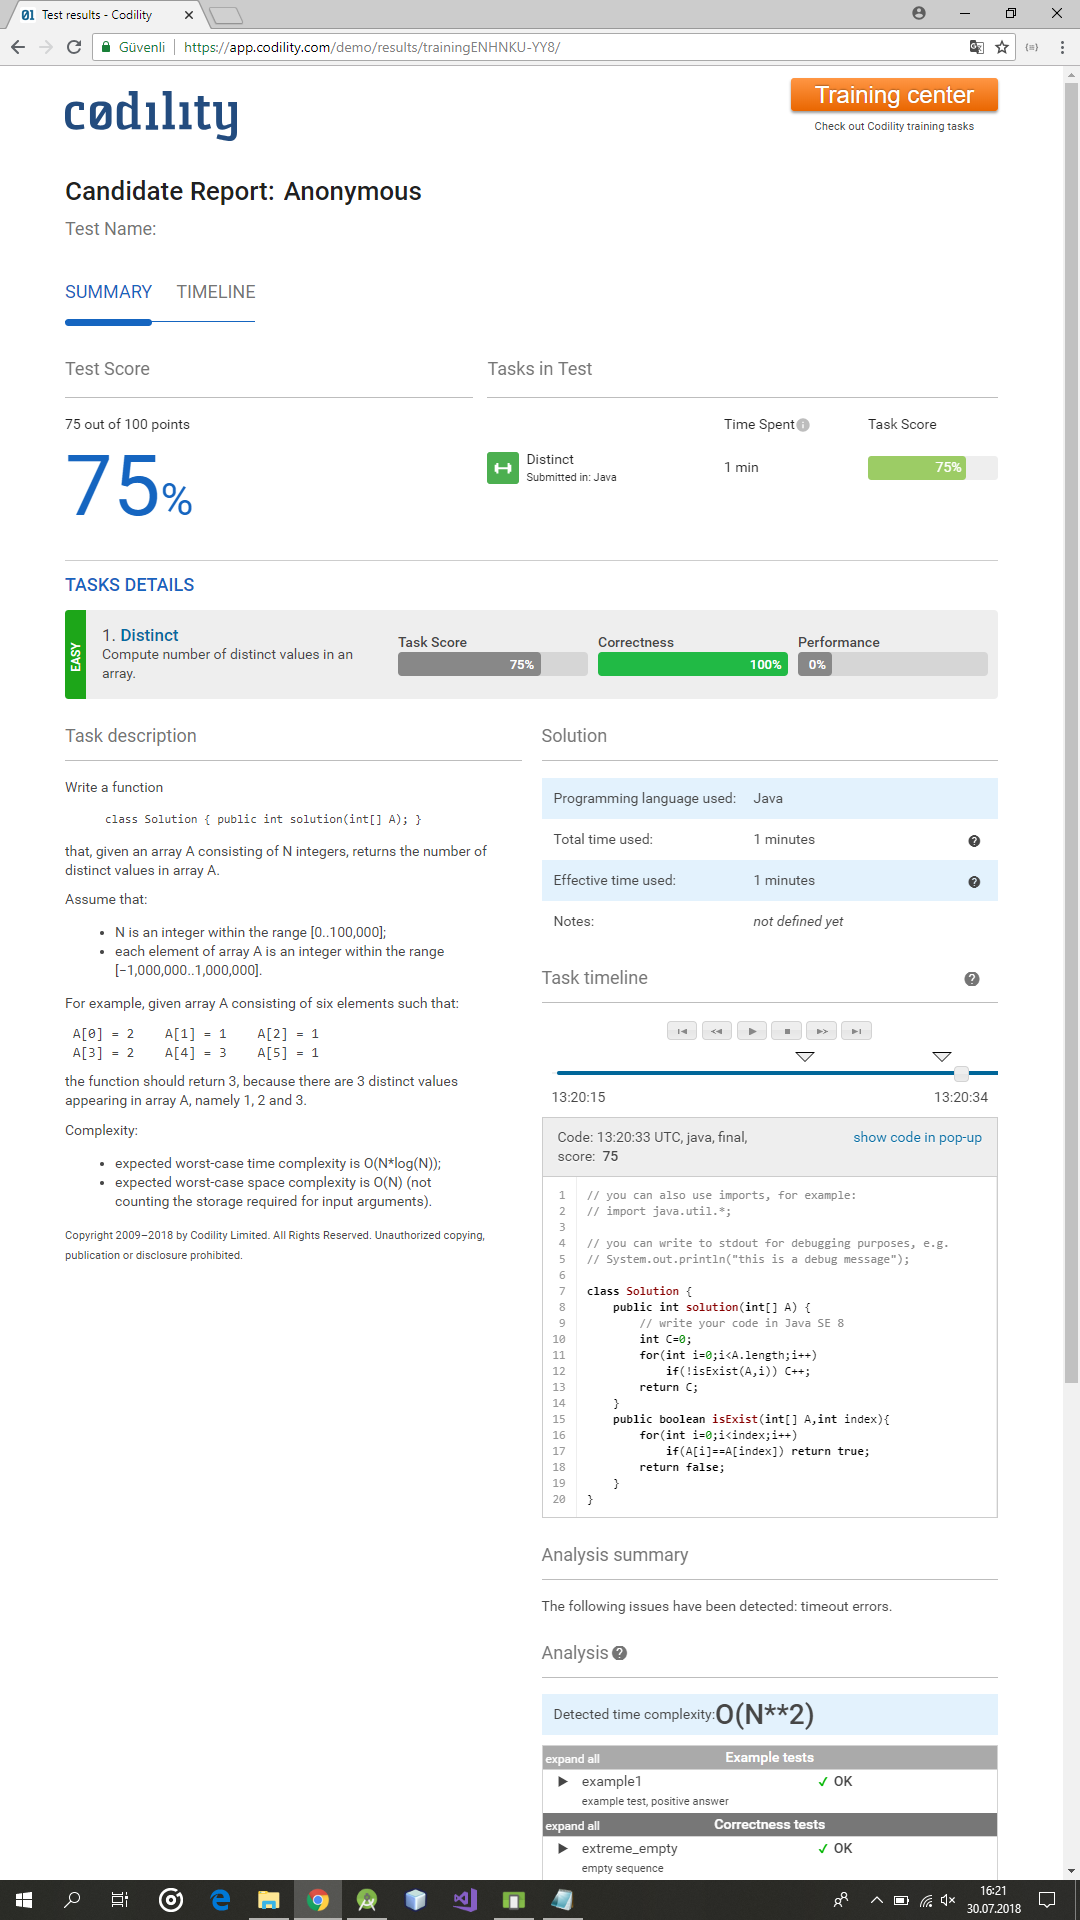 Test results - Codility
Güvenli
https://app.codility.com/demo/results/trainingENHNKU-YY8/
codility
Training center
Check out Codility training tasks
Candidate Report: Anonymous
Test Name:
SUMMARY TIMELINE
Test Score
75 out of 100 points
75%
Tasks in Test
Time Spent Task Score
Distinct
Submitted in: Java
1 min
75%
TASKS DETAILS
EASY
1. Distinct
Compute number of distinct values in an
array.
Task Score
75%
Correctness
100%
Performance
0%
Task description
Write a function
class Solution { public int solution(int[] A); }
that, given an array A consisting of N integers, returns the number of
distinct values in array A.
Assume that:
• N is an integer within the range [0..100,000];
• each element of array A is an integer within the range
[−1,000,000..1,000,000].
For example, given array A consisting of six elements such that:
A[0] = 2 A[1] = 1 A[2] = 1
A[3] = 2 A[4] = 3 A[5] = 1
the function should return 3, because there are 3 distinct values
appearing in array A, namely 1, 2 and 3.
Complexity:
• expected worst-case time complexity is O(N*log(N));
• expected worst-case space complexity is O(N) (not
counting the storage required for input arguments).
Copyright 2009–2018 by Codility Limited. All Rights Reserved. Unauthorized copying,
publication or disclosure prohibited.
Solution
Programming language used: Java
Total time used: 1 minutes
Effective time used: 1 minutes
Notes: not defined yet
Task timeline
13:20:15 13:20:34
Code: 13:20:33 UTC, java, final,
score: 75
show code in pop-up
1 // you can also use imports, for example:
2 // import java.util.*;
3
4 // you can write to stdout for debugging purposes, e.g.
5 // System.out.println("this is a debug message");
6
7 class Solution {
8 public int solution(int[] A) {
9 // write your code in Java SE 8
10 int C=0;
11 for(int i=0;i<A.length;i++)
12 if(!isExist(A,i)) C++;
13 return C;
14 }
15 public boolean isExist(int[] A,int index){
16 for(int i=0;i<index;i++)
17 if(A[i]==A[index]) return true;
18 return false;
19 }
20 }
Analysis summary
The following issues have been detected: timeout errors.
Analysis
Detected time complexity:O(N**2)
expand all Example tests
example1 ✓ OK
example test, positive answer
expand all Correctness tests
extreme_empty ✓ OK
empty sequence
16:21
30.07.2018